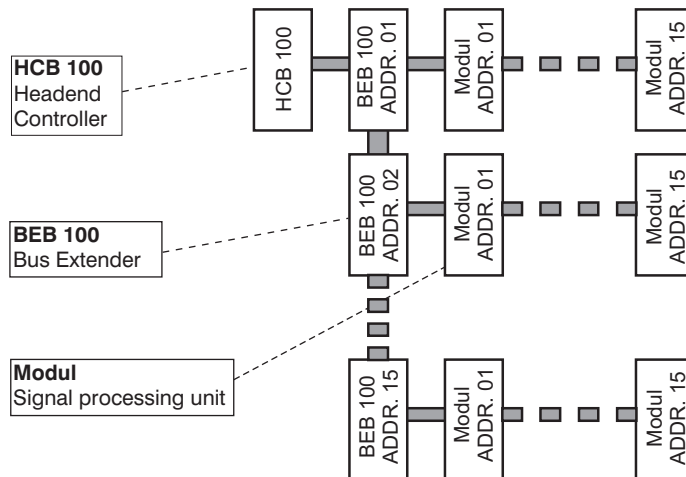 HCB 100
Headend
Controller
HCB 100
BEB 100
ADDR. 01
Modul
ADDR. 01
Modul
ADDR. 15
BEB 100
Bus Extender
BEB 100
ADDR. 02
Modul
ADDR. 01
Modul
ADDR. 15
Modul
Signal processing unit
BEB 100
ADDR. 15
Modul
ADDR. 01
Modul
ADDR. 15